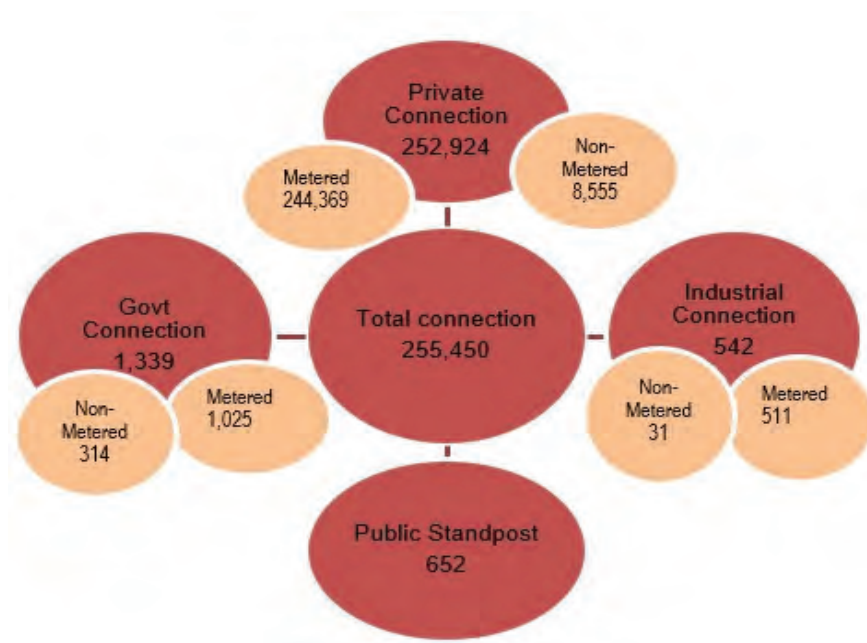 Private
Connection
252,924
Metered
244,369
Non-
Metered
8,555
Govt
Connection
1,339
Non-
Metered
314
Metered
1,025
Total connection
255,450
Industrial
Connection
542
Non-
Metered
31
Metered
511
Public Standpost
652